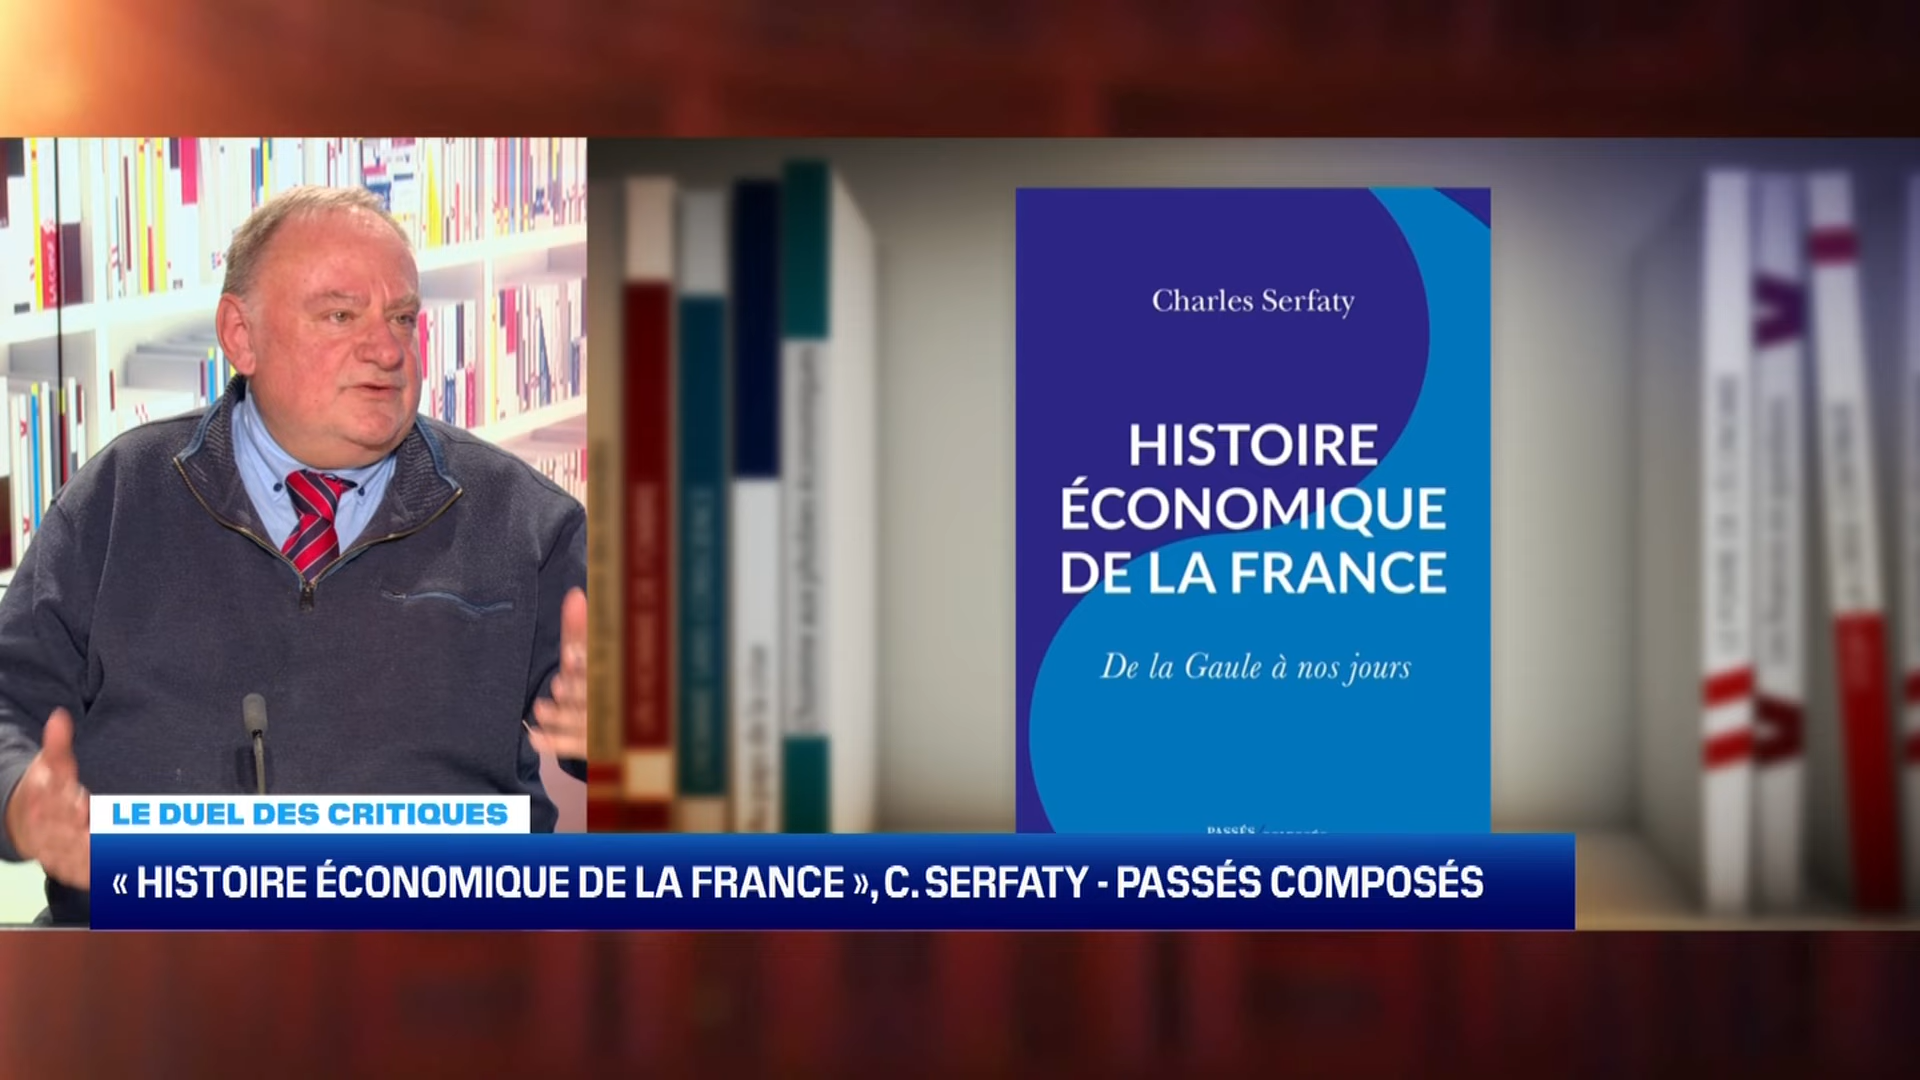 Charles Serfaty
HISTOIRE
ÉCONOMIQUE
DE LA FRANCE
De la Gaule à nos jours
PASSÉS
LE DUEL DES CRITIQUES
« HISTOIRE ÉCONOMIQUE DE LA FRANCE », C. SERFATY - PASSÉS COMPOSÉS